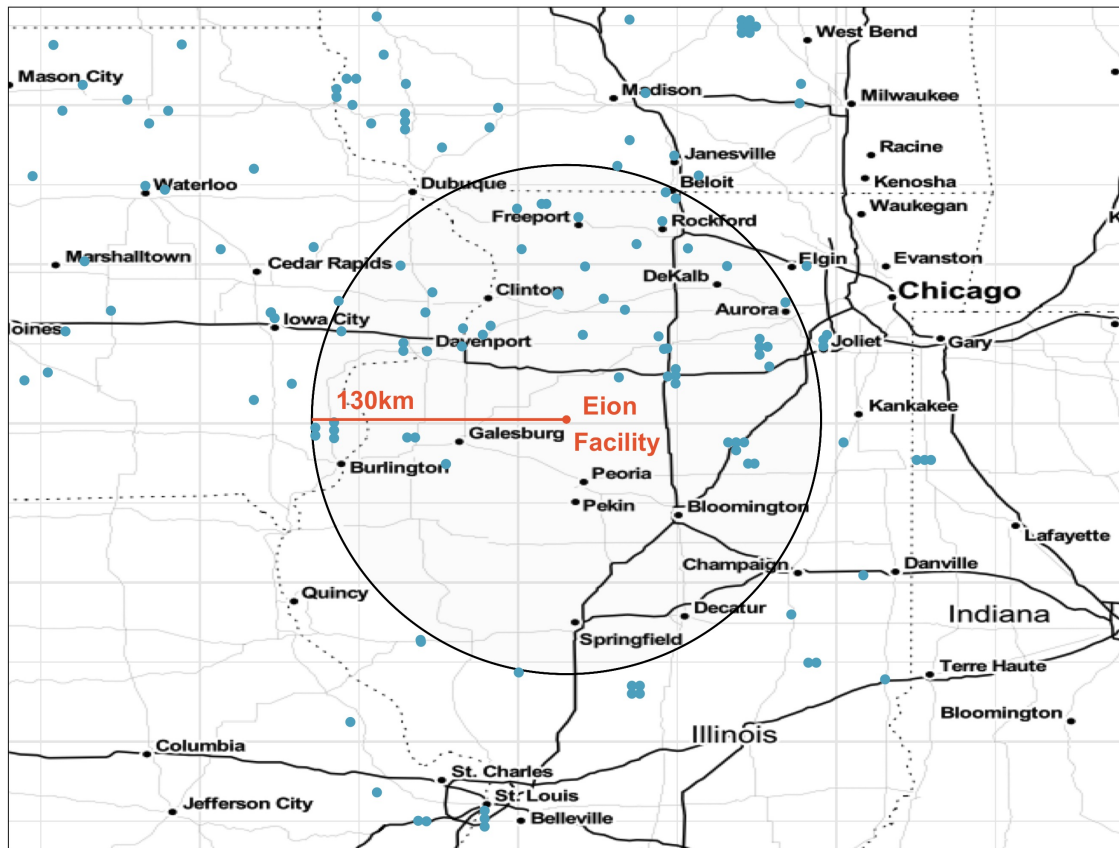 West Bend
Mason City
Madison
Milwaukee
Janesville
Racine
Dubuque
Beloit
Kenosha
Waterloo
Waukegan
Freeport
Rockford
K
Marshalltown
Cedar Rapids
Elgin
Evanston
DeKalb
Clinton
Chicago
Aurora
Iowa City
oines
Davenport
Joliet
Gary
130km
Eion
Facility
Kankakee
Galesburg
Burlington
Peoria
Pekin
Bloomington
Lafayette
Champaign
Danville
Quincy
Decatur
Indiana
Springfield
Terre Haute
Bloomington
Illinois
Columbia
St. Charles
St. Louis
Jefferson City
Belleville